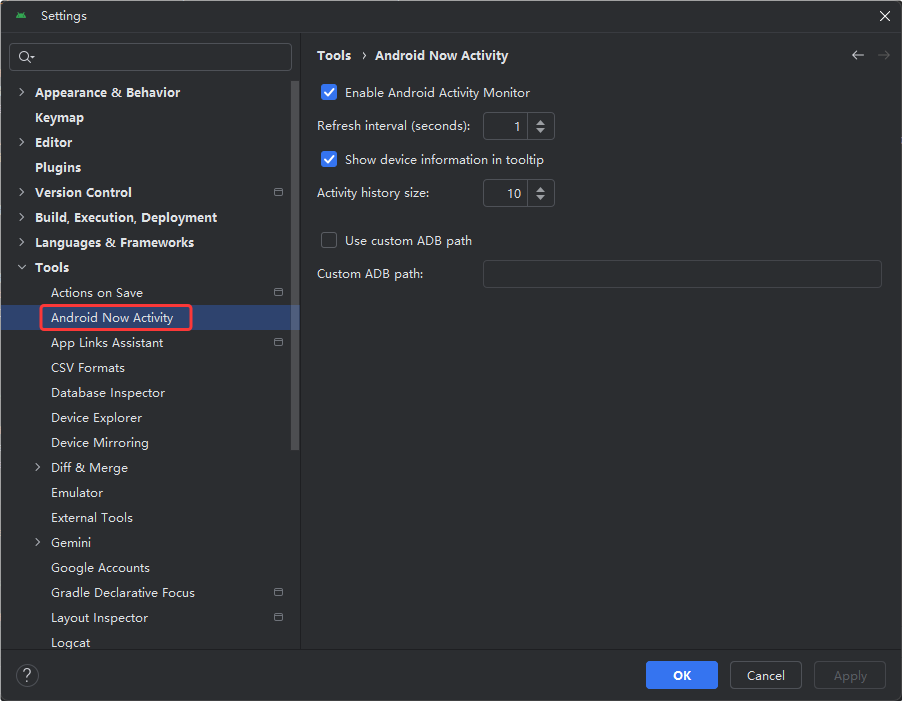 Settings
Appearance & Behavior
Keymap
Editor
Plugins
Version Control
Build, Execution, Deployment
Languages & Frameworks
Tools
Actions on Save
Android Now Activity
App Links Assistant
CSV Formats
Database Inspector
Device Explorer
Device Mirroring
Diff & Merge
Emulator
External Tools
Gemini
Google Accounts
Gradle Declarative Focus
Layout Inspector
Logcat
Tools › Android Now Activity
Enable Android Activity Monitor
Refresh interval (seconds): 1
Show device information in tooltip
Activity history size: 10
Use custom ADB path
Custom ADB path:
?
OK Cancel Apply